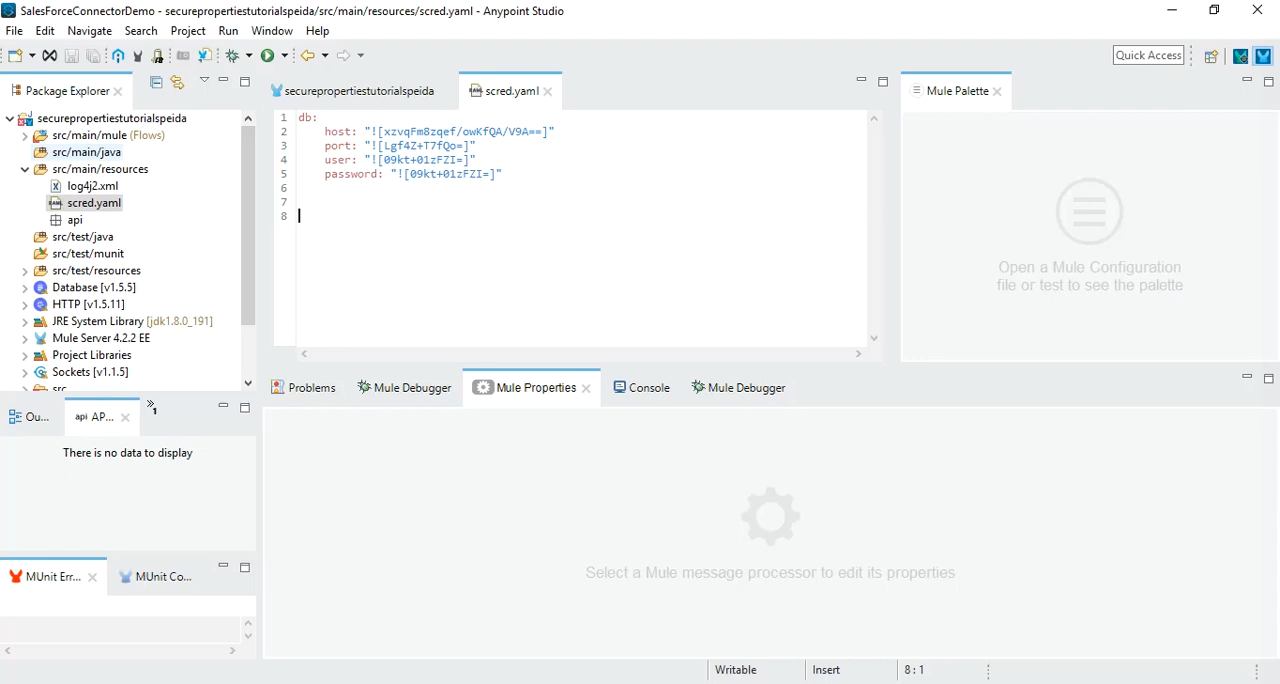 SalesForceConnectorDemo - securepropertiestutorialspeida/src/main/resources/scred.yaml - Anypoint Studio
File Edit Navigate Search Project Run Window Help
Quick Access
Package Explorer
securepropertiestutorialspeida
src/main/mule (Flows)
src/main/java
src/main/resources
log4j2.xml
scred.yaml
api
src/test/java
src/test/munit
src/test/resources
Database [v1.5.5]
HTTP [v1.5.11]
JRE System Library [jdk1.8.0_191]
Mule Server 4.2.2 EE
Project Libraries
Sockets [v1.1.5]
src
securepropertiestutorialspeida
scred.yaml
1 db:
2 host: "![xzvqFm8zqef/owKfQA/V9A==]"
3 port: "![Lgf4Z+T7fQo=]"
4 user: "![09kt+01zFZI=]"
5 password: "![09kt+01zFZI=]"
6
7
8
Mule Palette
Open a Mule Configuration
file or test to see the palette
Problems Mule Debugger Mule Properties Console Mule Debugger
Select a Mule message processor to edit its properties
Ou... api AP... 1
There is no data to display
MUnit Err... MUnit Co...
Writable Insert 8 : 1